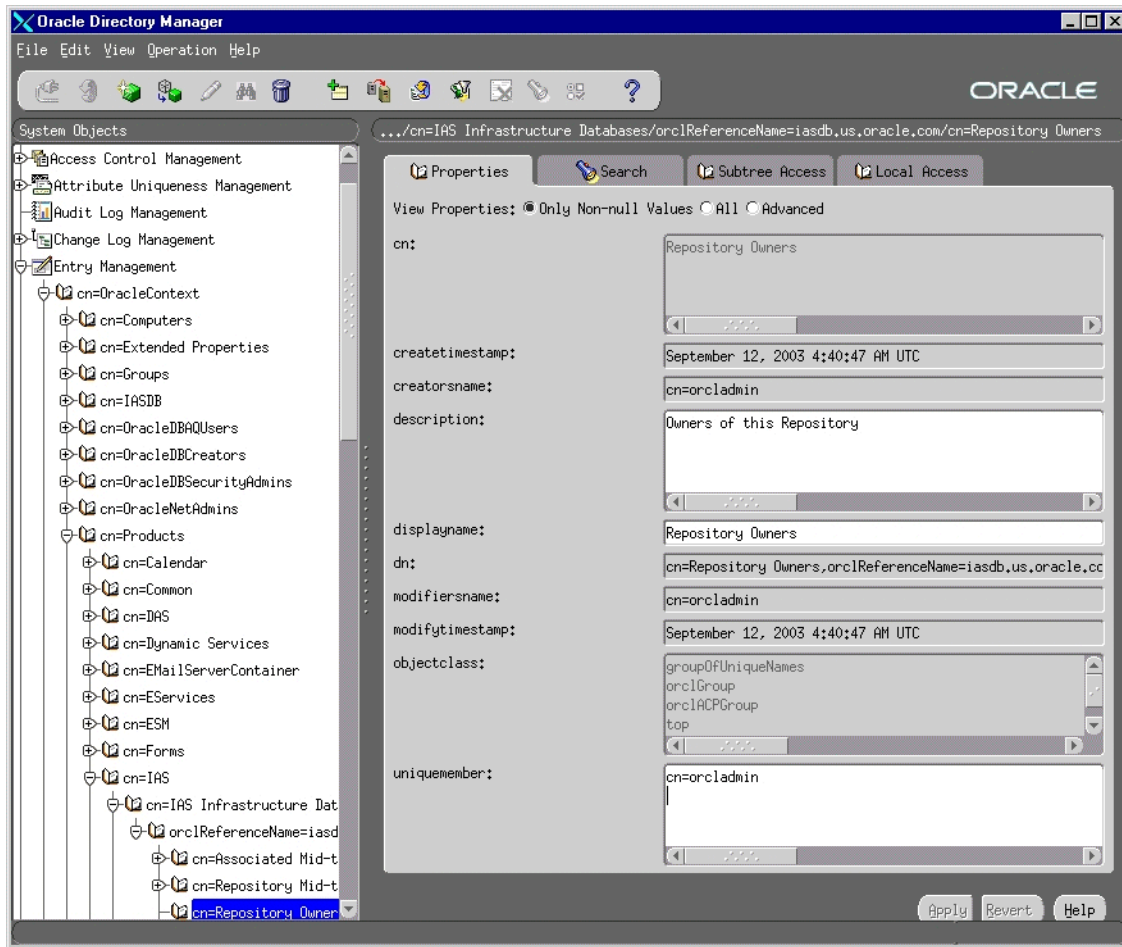 Oracle Directory Manager
File Edit View Operation Help
ORACLE
System Objects
Access Control Management
Attribute Uniqueness Management
Audit Log Management
Change Log Management
Entry Management
cn=OracleContext
cn=Computers
cn=Extended Properties
cn=Groups
cn=IASDB
cn=OracleDBAQUsers
cn=OracleDBCreators
cn=OracleDBSecurityAdmins
cn=OracleNetAdmins
cn=Products
cn=Calendar
cn=Common
cn=DAS
cn=Dynamic Services
cn=EMailServerContainer
cn=EServices
cn=ESM
cn=Forms
cn=IAS
cn=IAS Infrastructure Dat
orclReferenceName=iasd
cn=Associated Mid-t
cn=Repository Mid-t
cn=Repository Owner
.../cn=IAS Infrastructure Databases/orclReferenceName=iasdb.us.oracle.com/cn=Repository Owners
Properties Search Subtree Access Local Access
View Properties: Only Non-null Values All Advanced
cn: Repository Owners
createtimestamp: September 12, 2003 4:40:47 AM UTC
creatorsname: cn=orcladmin
description: Owners of this Repository
displayname: Repository Owners
dn: cn=Repository Owners,orclReferenceName=iasdb.us.oracle.cc
modifiersname: cn=orcladmin
modifytimestamp: September 12, 2003 4:40:47 AM UTC
objectclass: groupOfUniqueNames
orclGroup
orclACPGroup
top
uniquemember: cn=orcladmin
Apply Revert Help